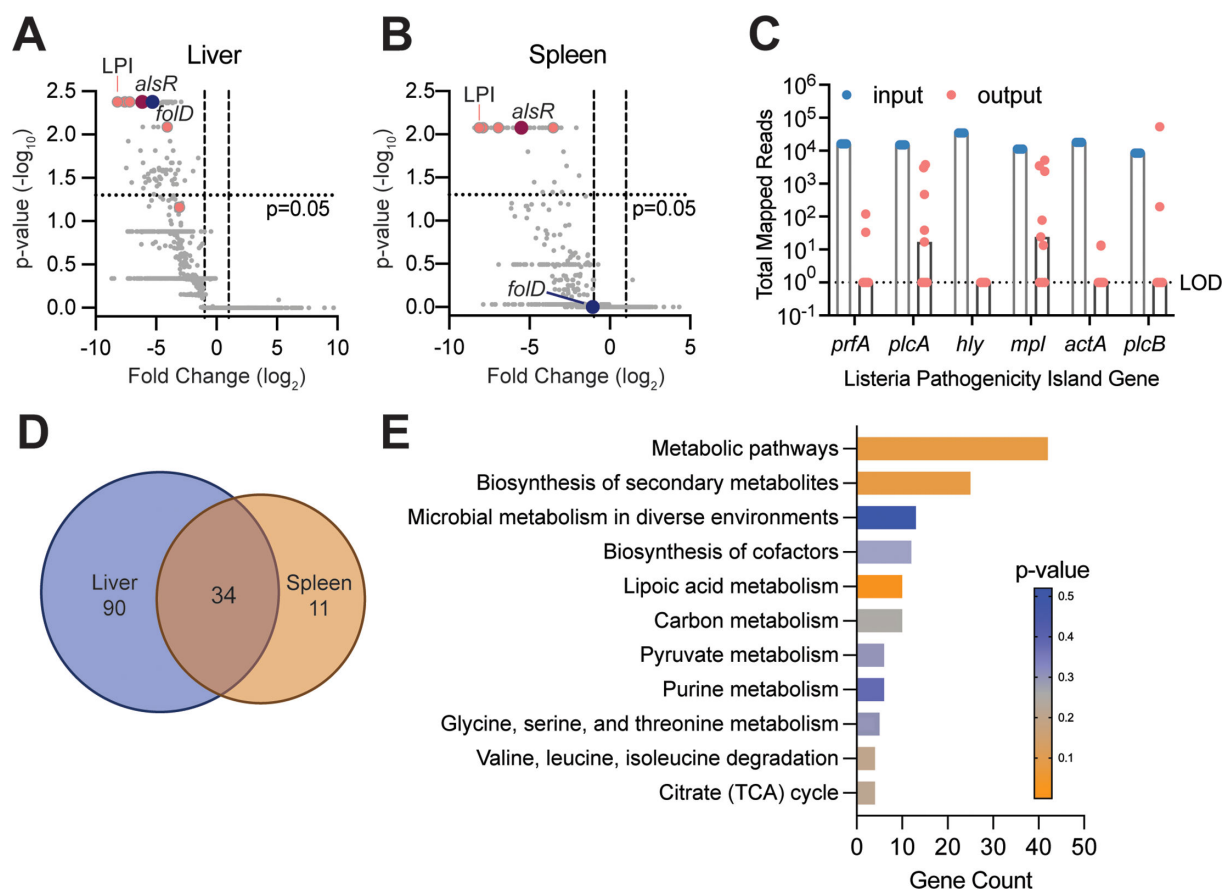 A
Liver
LPI
alsR
folD
p=0.05
2.5
2.0
1.5
1.0
0.5
0.0
p-value (-log10)
-10
-5
0
5
10
Fold Change (log2)
B
Spleen
LPI
alsR
p=0.05
folD
2.5
2.0
1.5
1.0
0.5
0.0
p-value (-log10)
-10
-5
0
5
Fold Change (log2)
C
input
output
10^6
10^5
10^4
10^3
10^2
10^1
10^0
10^-1
Total Mapped Reads
LOD
prfA
plcA
hly
mpl
actA
plcB
Listeria Pathogenicity Island Gene
D
Liver
90
34
Spleen
11
E
Metabolic pathways
Biosynthesis of secondary metabolites
Microbial metabolism in diverse environments
Biosynthesis of cofactors
Lipoic acid metabolism
Carbon metabolism
Pyruvate metabolism
Purine metabolism
Glycine, serine, and threonine metabolism
Valine, leucine, isoleucine degradation
Citrate (TCA) cycle
p-value
0.5
0.4
0.3
0.2
0.1
0
10
20
30
40
50
Gene Count